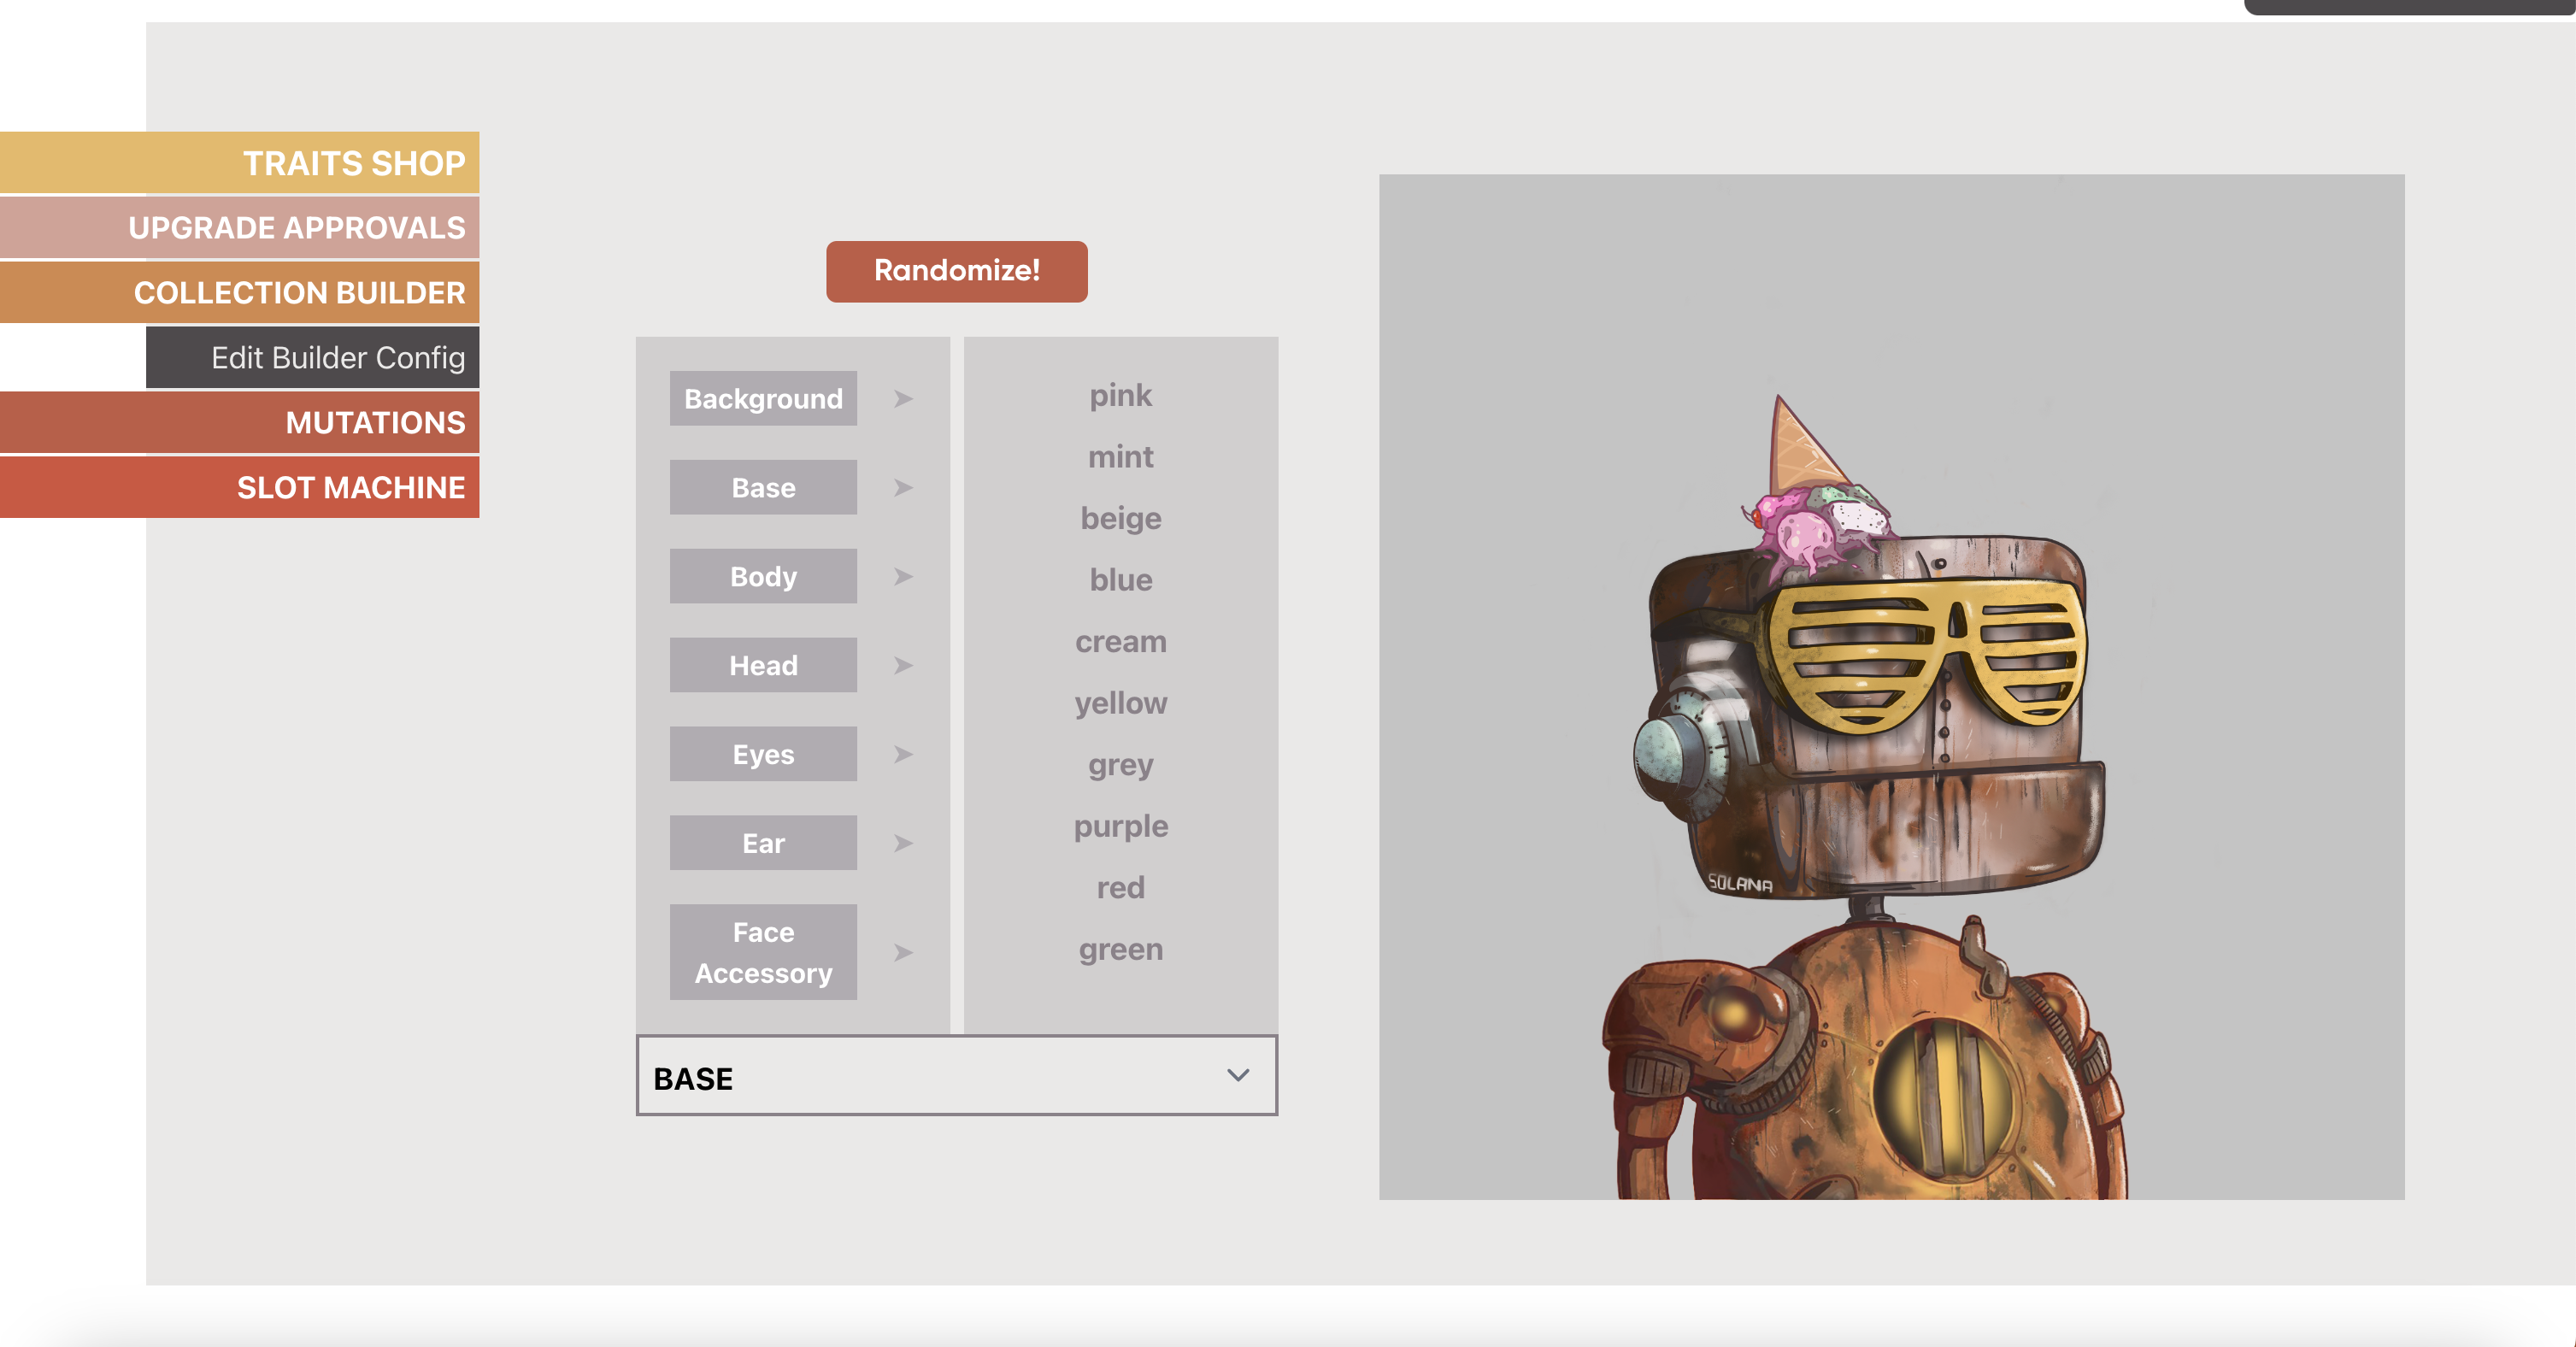 TRAITS SHOP
UPGRADE APPROVALS
COLLECTION BUILDER
Edit Builder Config
MUTATIONS
SLOT MACHINE
Randomize!
Background
Base
Body
Head
Eyes
Ear
Face
Accessory
pink
mint
beige
blue
cream
yellow
grey
purple
red
green
BASE
SOLANA